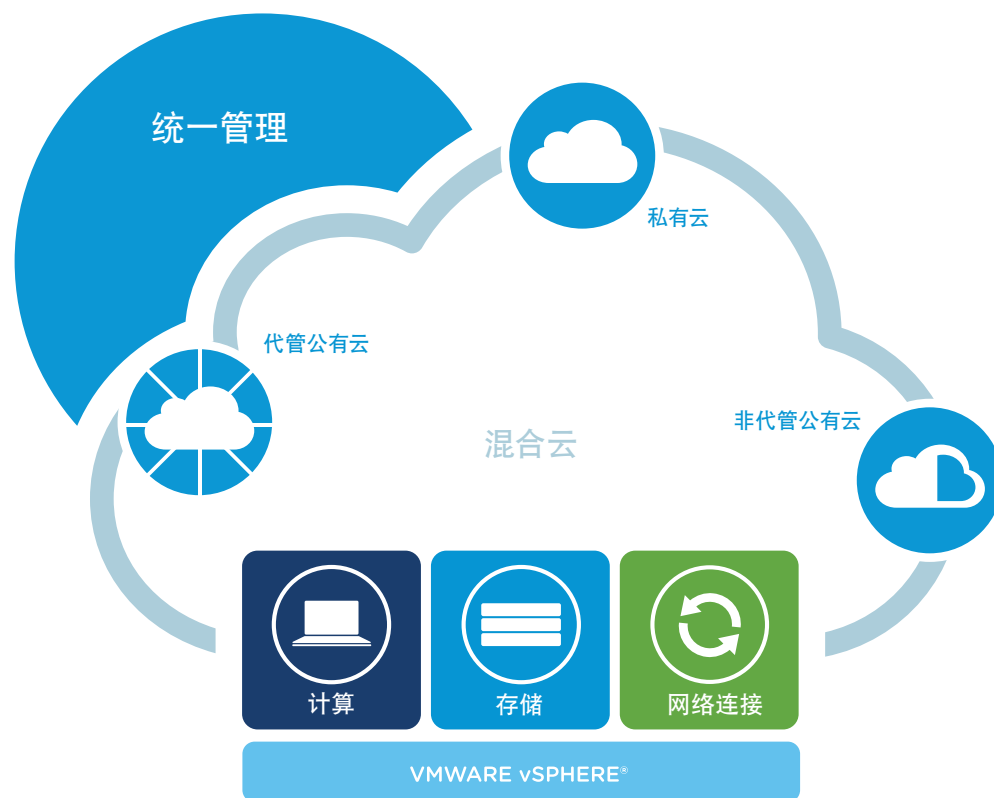 统一管理
私有云
代管公有云
非代管公有云
混合云
计算
存储
网络连接
VMWARE vSPHERE®